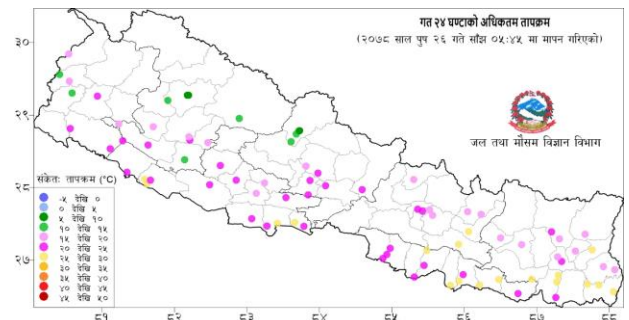 गत २४ घण्टाको अधिकतम तापक्रम
(२०७८ साल पुष २६ गते साँझ ०५:४५ मा मापन गरिएको)
जल तथा मौसम विज्ञान विभाग
संकेतः तापक्रम (°C)
-५ देखि ०
० देखि ५
५ देखि १०
१० देखि १५
१५ देखि २०
२० देखि २५
२५ देखि ३०
३० देखि ३५
३५ देखि ४०
४० देखि ४५
४५ देखि ५०
३०
२९
८१
८२
८३
८४
८५
८६
८७
८८